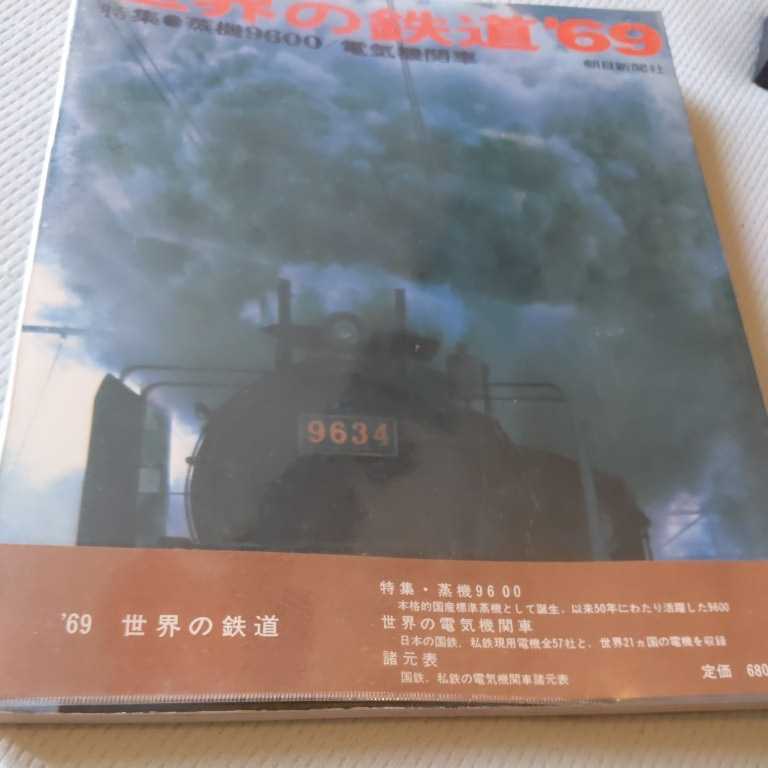 世界の鉄道'69
特集●蒸機9600/電気機関車
朝日新聞社
9634
'69 世界の鉄道
特集・蒸機9600
本格的国産標準蒸機として誕生,以来50年にわたり活躍した9600
世界の電気機関車
日本の国鉄,私鉄現用電機全57社と,世界21ヵ国の電機を収録
諸元表
国鉄,私鉄の電気機関車諸元表
定価 680